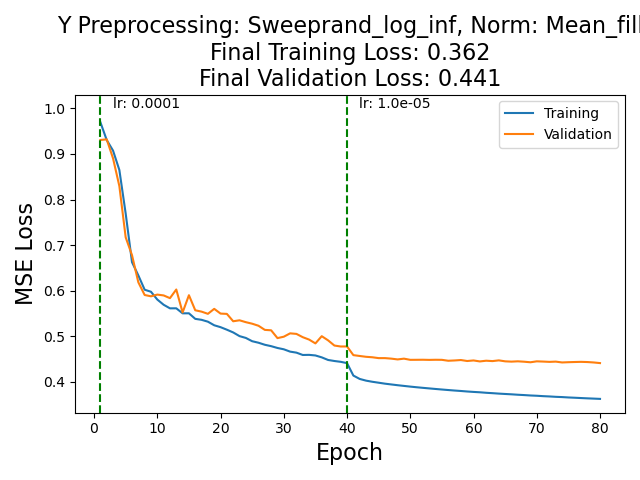 Y Preprocessing: Sweeprand_log_inf, Norm: Mean_fill
Final Training Loss: 0.362
Final Validation Loss: 0.441
lr: 0.0001
lr: 1.0e-05
Training
Validation
1.0
0.9
0.8
0.7
0.6
0.5
0.4
MSE Loss
0 10 20 30 40 50 60 70 80
Epoch